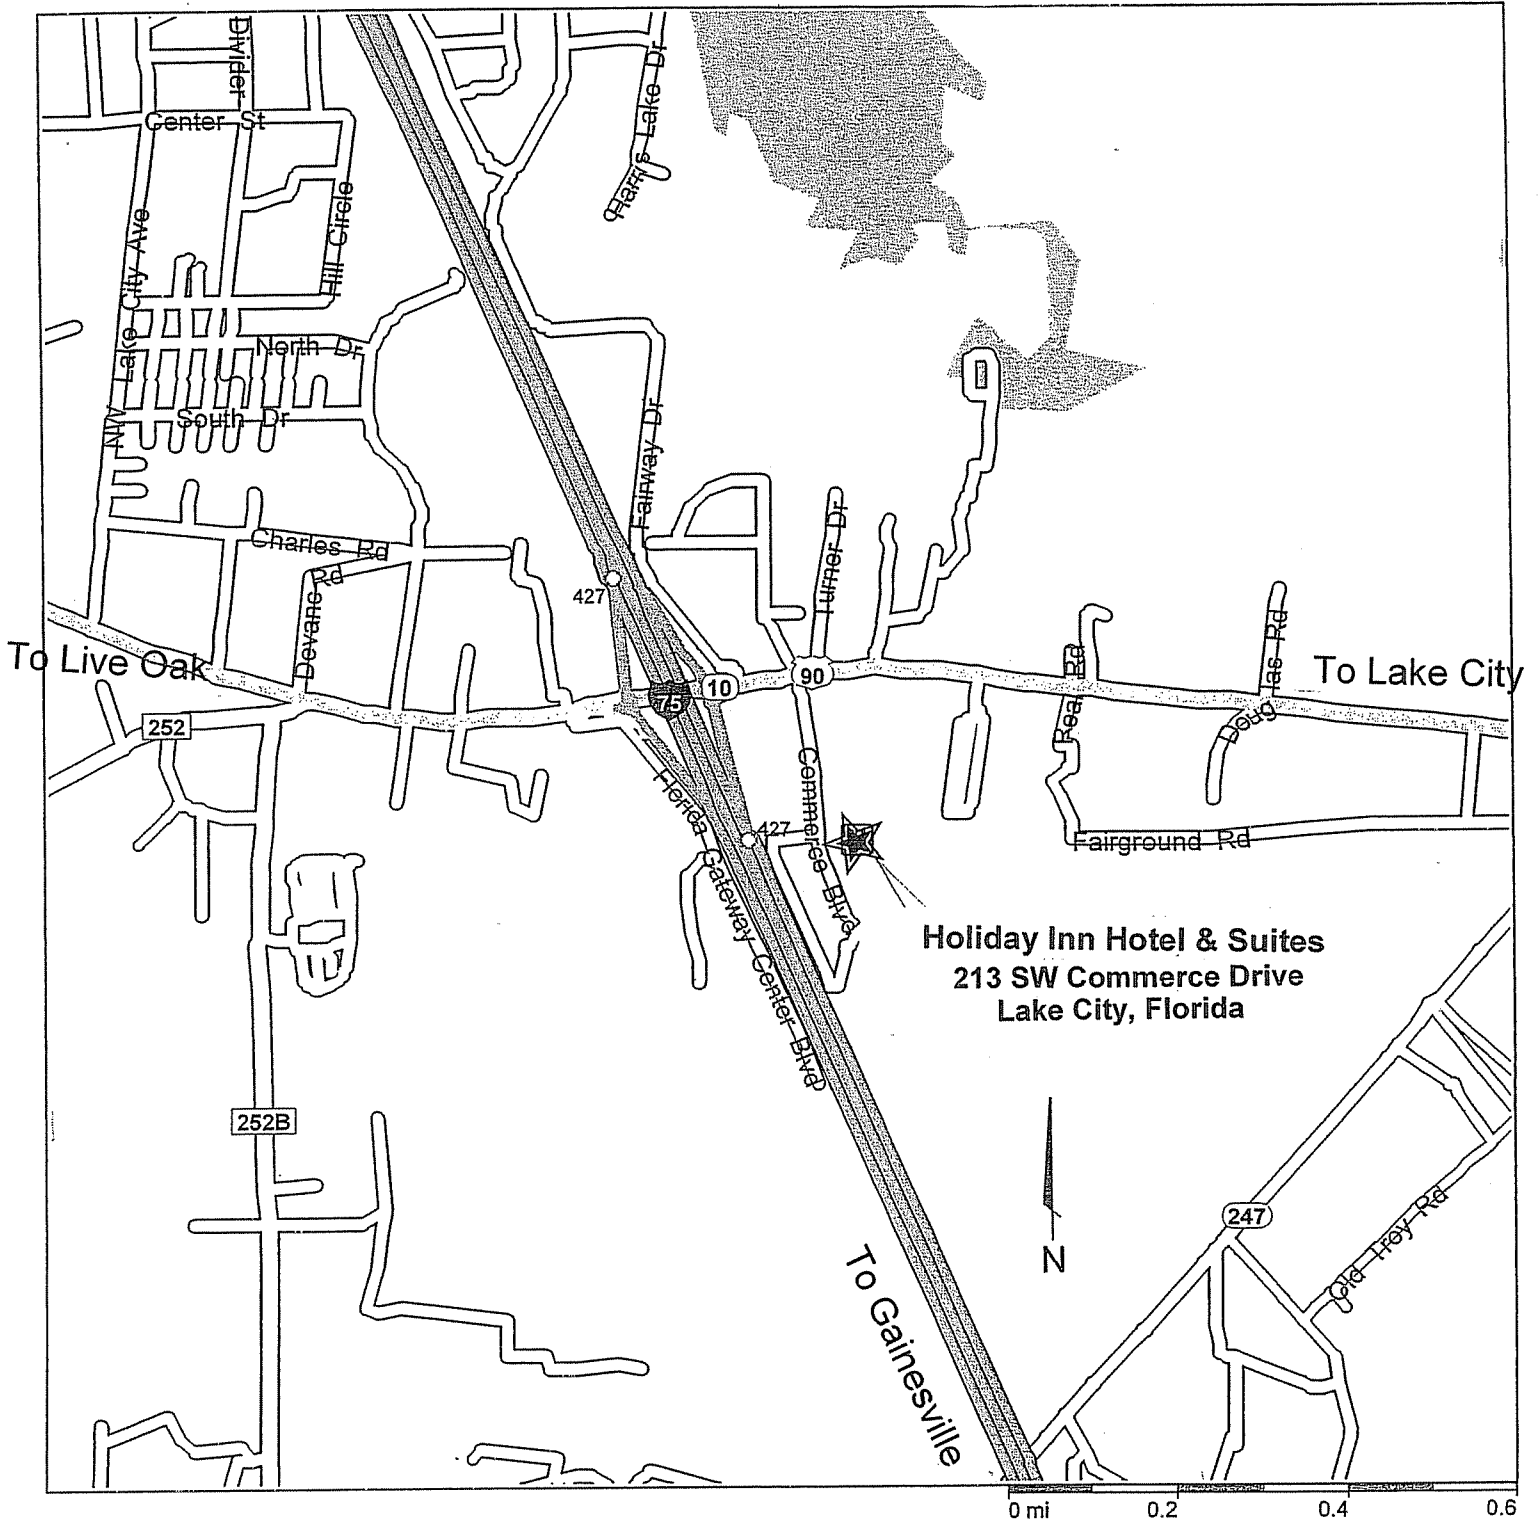 Divider
Center St
Harris Lake Dr
Hill Circle
NW Lake City Ave
North Dr
South Dr
Fairway Dr
Charles Rd
Devane Rd
Turner Dr
427
To Live Oak
75
10
90
Douglas Rd
To Lake City
252
Florida Gateway Center Blvd
427
Commerce Blvd
Fairground Rd
Holiday Inn Hotel & Suites
213 SW Commerce Drive
Lake City, Florida
252B
N
247
Old Troy Rd
To Gainesville
0 mi 0.2 0.4 0.6